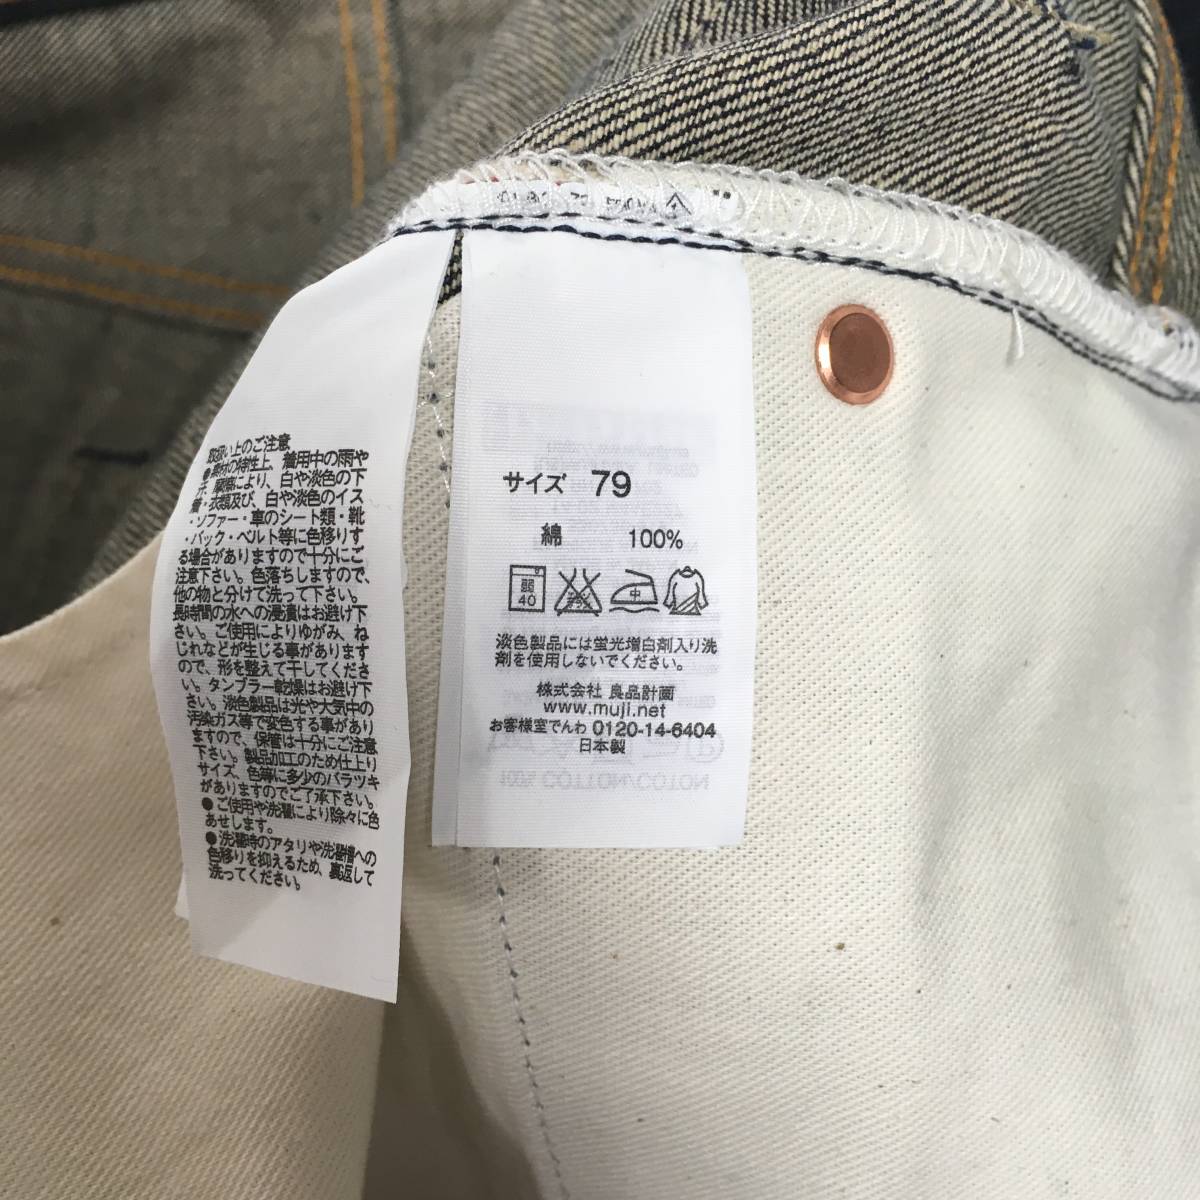 取扱い上のご注意
●素材の特性上、着用中の雨や
汗、摩擦により、白や淡色の下
着・衣類及び、白や淡色のイス
・ソファー・車のシート類・靴
・バック・ベルト等に色移りす
る場合がありますので十分にご
注意下さい。色落ちしますので、
他の物と分けて洗って下さい。
長時間の水への浸漬はお避け下
さい。ご使用によりゆがみ、ね
じれなどが生じる事があります
ので、形を整えて干してくださ
い。タンブラー乾燥はお避け下
さい。淡色製品は光や大気中の
汚染ガス等で変色する事があり
ますので、保管は十分にご注意
下さい。製品加工のため仕上り
サイズ、色等に多少のバラツキ
がありますのでご了承下さい。
●ご使用や洗濯により除々に色
あせします。
●洗濯時のアタリや洗濯槽への
色移りを抑えるため、裏返して
洗ってください。
サイズ 79
綿 100%
弱
40
中
淡色製品には蛍光増白剤入り洗
剤を使用しないでください。
株式会社 良品計画
www.muji.net
お客様室でんわ 0120-14-6404
日本製
100% COTTON/COTON